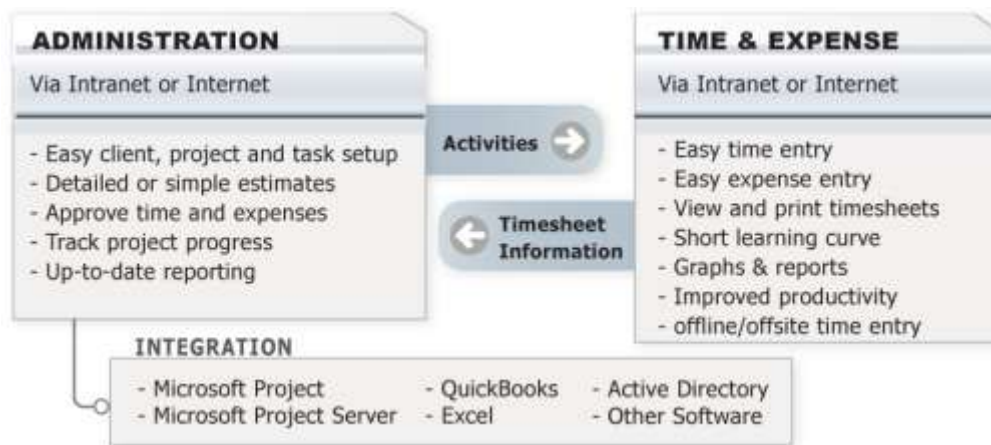 ADMINISTRATION
Via Intranet or Internet
- Easy client, project and task setup
- Detailed or simple estimates
- Approve time and expenses
- Track project progress
- Up-to-date reporting
Activities
Timesheet
Information
TIME & EXPENSE
Via Intranet or Internet
- Easy time entry
- Easy expense entry
- View and print timesheets
- Short learning curve
- Graphs & reports
- Improved productivity
- offline/offsite time entry
INTEGRATION
- Microsoft Project
- Microsoft Project Server
- QuickBooks
- Excel
- Active Directory
- Other Software